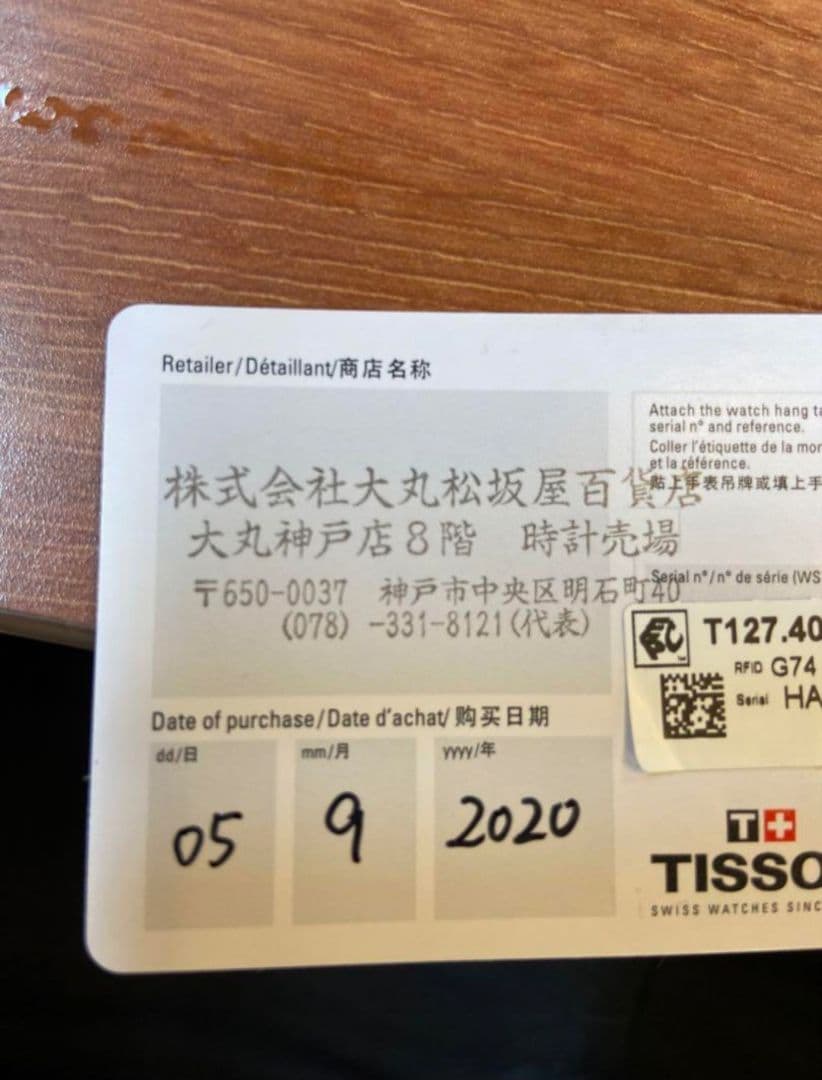 Retailer/Détaillant/商店名称
株式会社大丸松坂屋百貨店
大丸神戸店8階 時計売場
〒650-0037 神戸市中央区明石町40
(078) -331-8121(代表)
Attach the watch hang
serial n° and reference.
Coller l'étiquette de la
et la référence.
贴上手表吊牌或填上手
Serial n°/n° de série (WS
T127.40
RFID G74
Serial HA
Date of purchase/Date d'achat/购买日期
dd/日 mm/月 yyyy/年
05 9 2020
T+
TISSO
SWISS WATCHES SINC